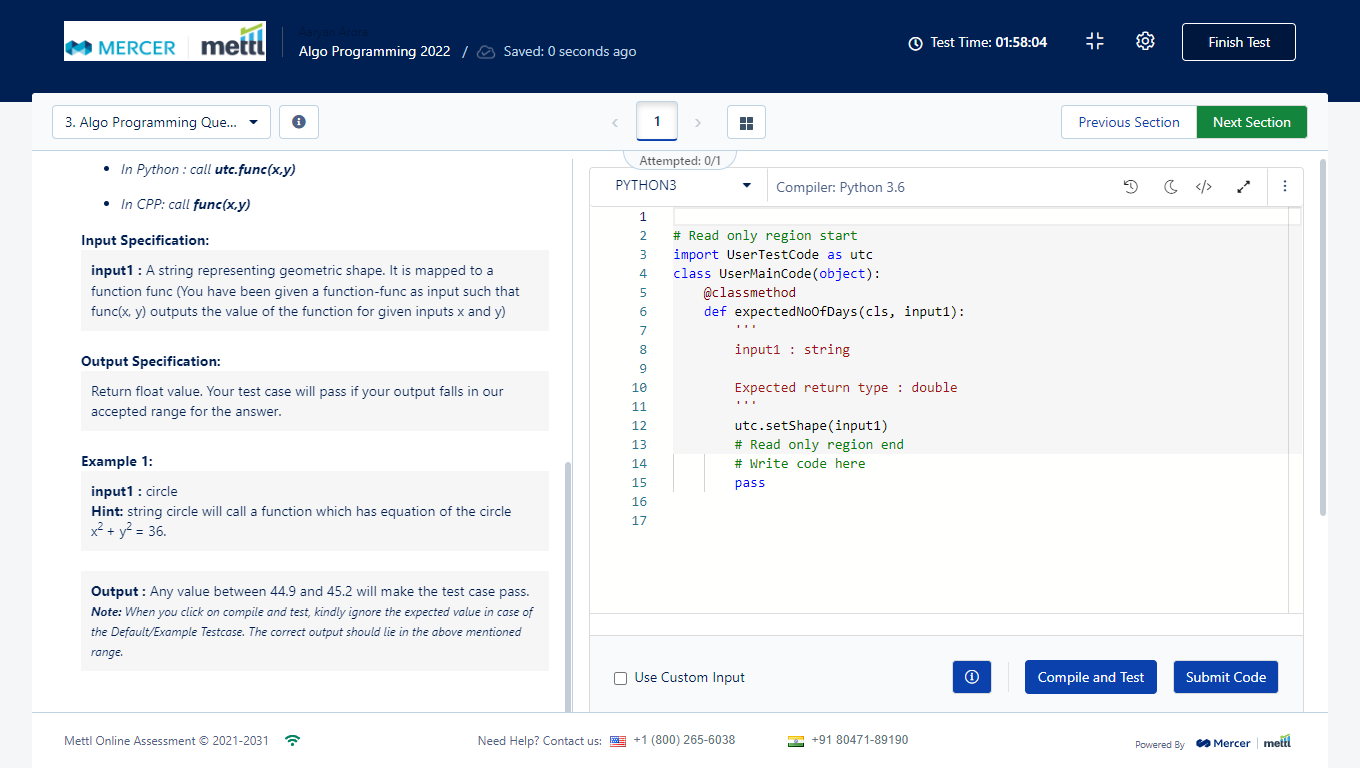 MERCER mettl
Algo Programming 2022 / Saved: 0 seconds ago
Test Time: 01:58:04
Finish Test
3. Algo Programming Que...
1
Previous Section
Next Section
Attempted: 0/1
• In Python : call utc.func(x,y)
• In CPP: call func(x,y)
Input Specification:
input1 : A string representing geometric shape. It is mapped to a
function func (You have been given a function-func as input such that
func(x, y) outputs the value of the function for given inputs x and y)
Output Specification:
Return float value. Your test case will pass if your output falls in our
accepted range for the answer.
Example 1:
input1 : circle
Hint: string circle will call a function which has equation of the circle
x² + y² = 36.
Output : Any value between 44.9 and 45.2 will make the test case pass.
Note: When you click on compile and test, kindly ignore the expected value in case of
the Default/Example Testcase. The correct output should lie in the above mentioned
range.
PYTHON3
Compiler: Python 3.6
1
2 # Read only region start
3 import UserTestCode as utc
4 class UserMainCode(object):
5     @classmethod
6     def expectedNoOfDays(cls, input1):
7         '''
8         input1 : string
9
10         Expected return type : double
11         '''
12         utc.setShape(input1)
13         # Read only region end
14         # Write code here
15         pass
16
17
Use Custom Input
Compile and Test
Submit Code
Mettl Online Assessment © 2021-2031
Need Help? Contact us: +1 (800) 265-6038
+91 80471-89190
Powered By Mercer mettl